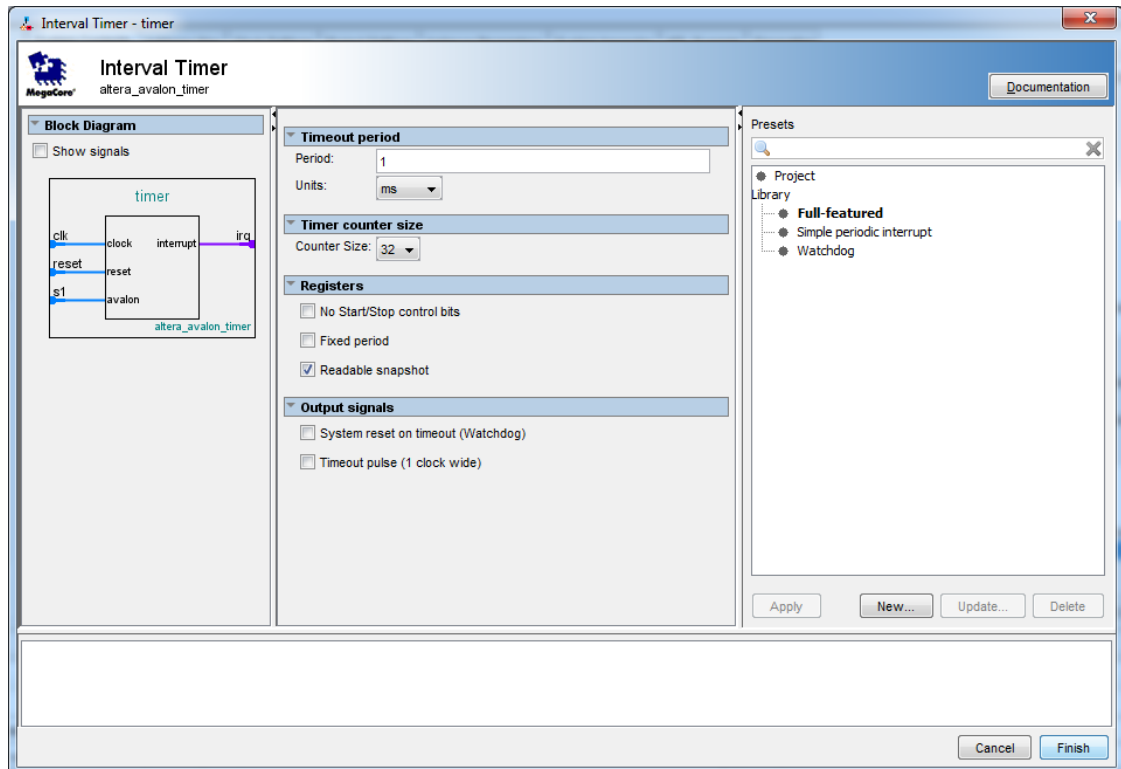 Interval Timer - timer
Interval Timer
altera_avalon_timer
MegaCore'
Documentation
Block Diagram
Show signals
timer
clk
clock
interrupt
irq
reset
reset
s1
avalon
altera_avalon_timer
Timeout period
Period:
1
Units:
ms
Timer counter size
Counter Size:
32
Registers
No Start/Stop control bits
Fixed period
Readable snapshot
Output signals
System reset on timeout (Watchdog)
Timeout pulse (1 clock wide)
Presets
Project
Library
Full-featured
Simple periodic interrupt
Watchdog
Apply
New...
Update...
Delete
Cancel
Finish